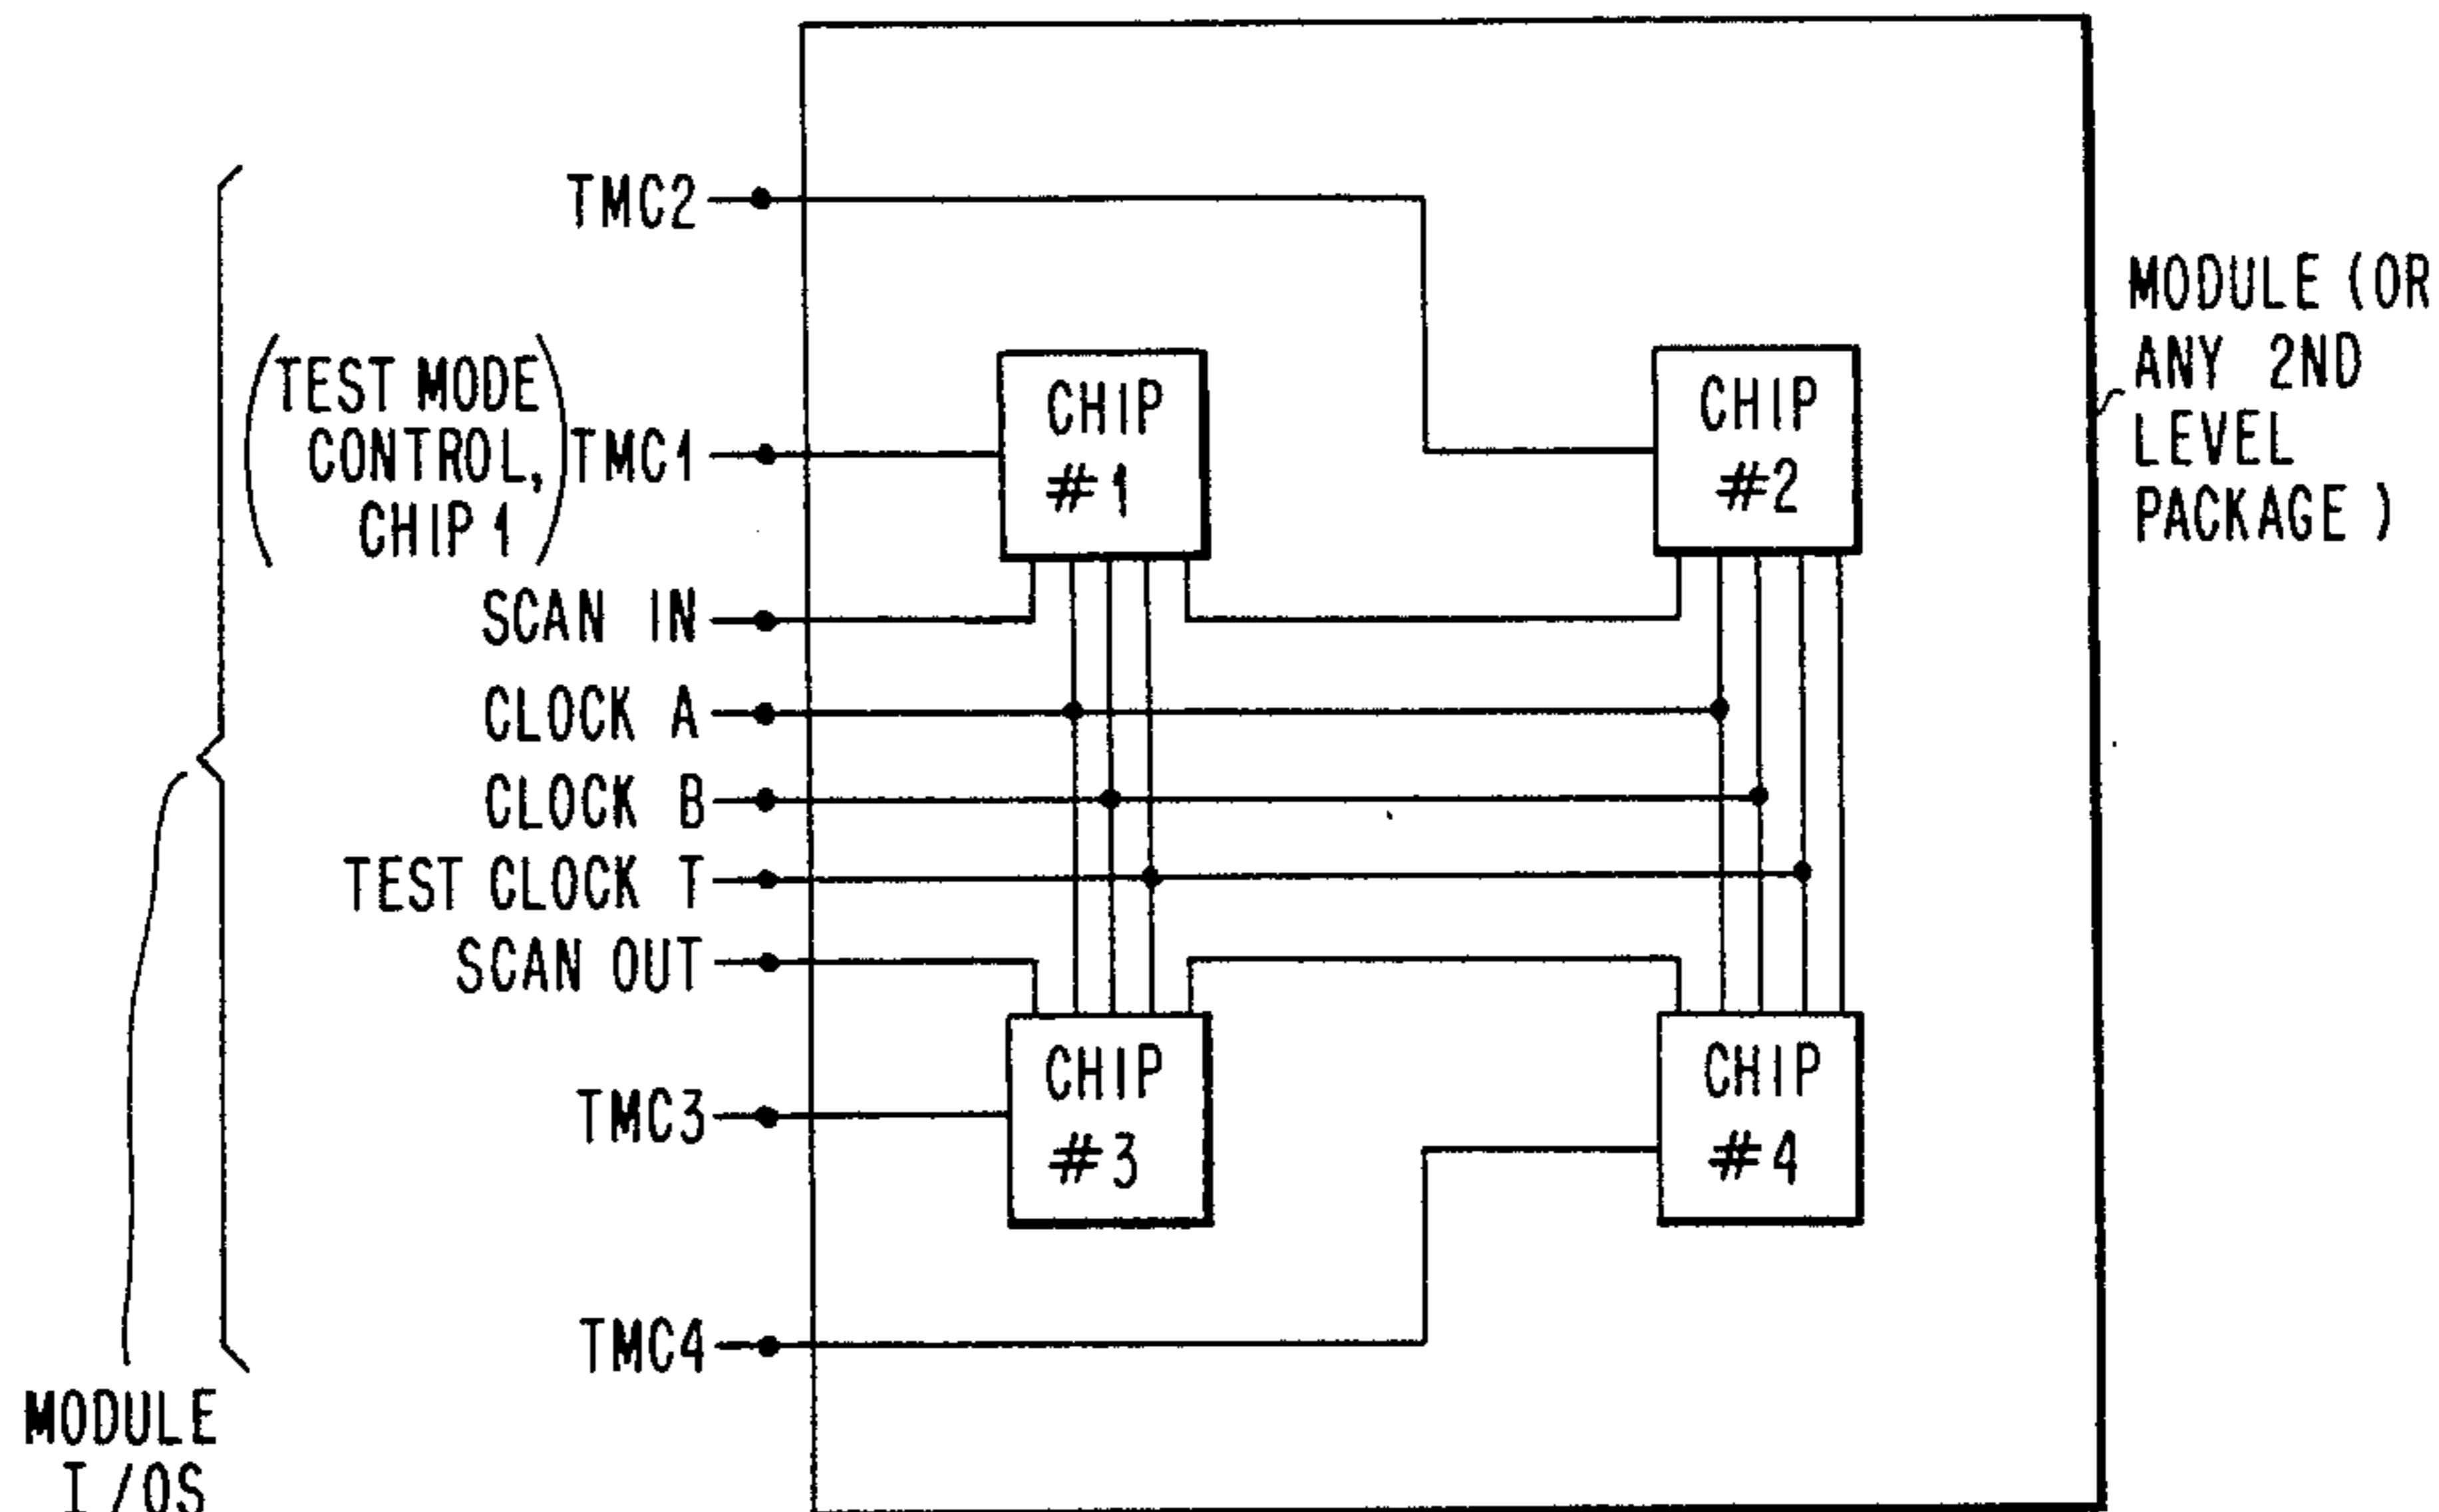 TMC2
(TEST MODE
CONTROL,
CHIP 1)
TMC1
SCAN IN
CLOCK A
CLOCK B
TEST CLOCK T
SCAN OUT
TMC3
TMC4
MODULE
I/OS
CHIP
#1
CHIP
#2
CHIP
#3
CHIP
#4
MODULE (OR
ANY 2ND
LEVEL
PACKAGE)